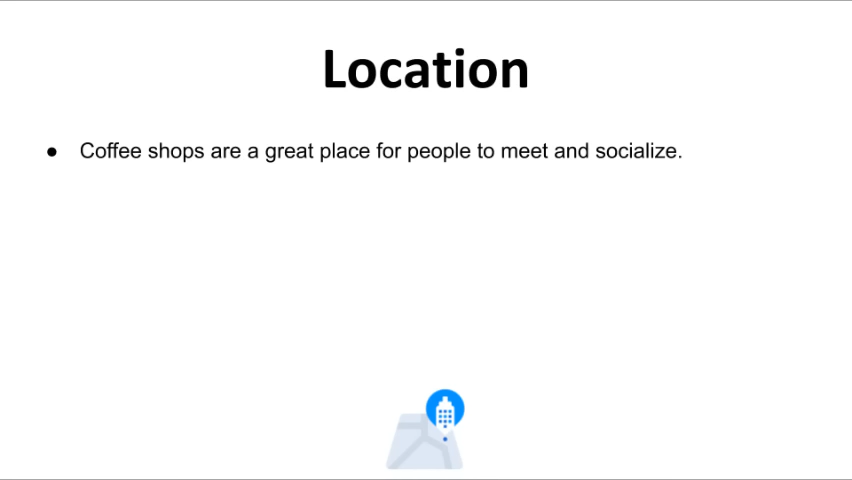 Location
● Coffee shops are a great place for people to meet and socialize.